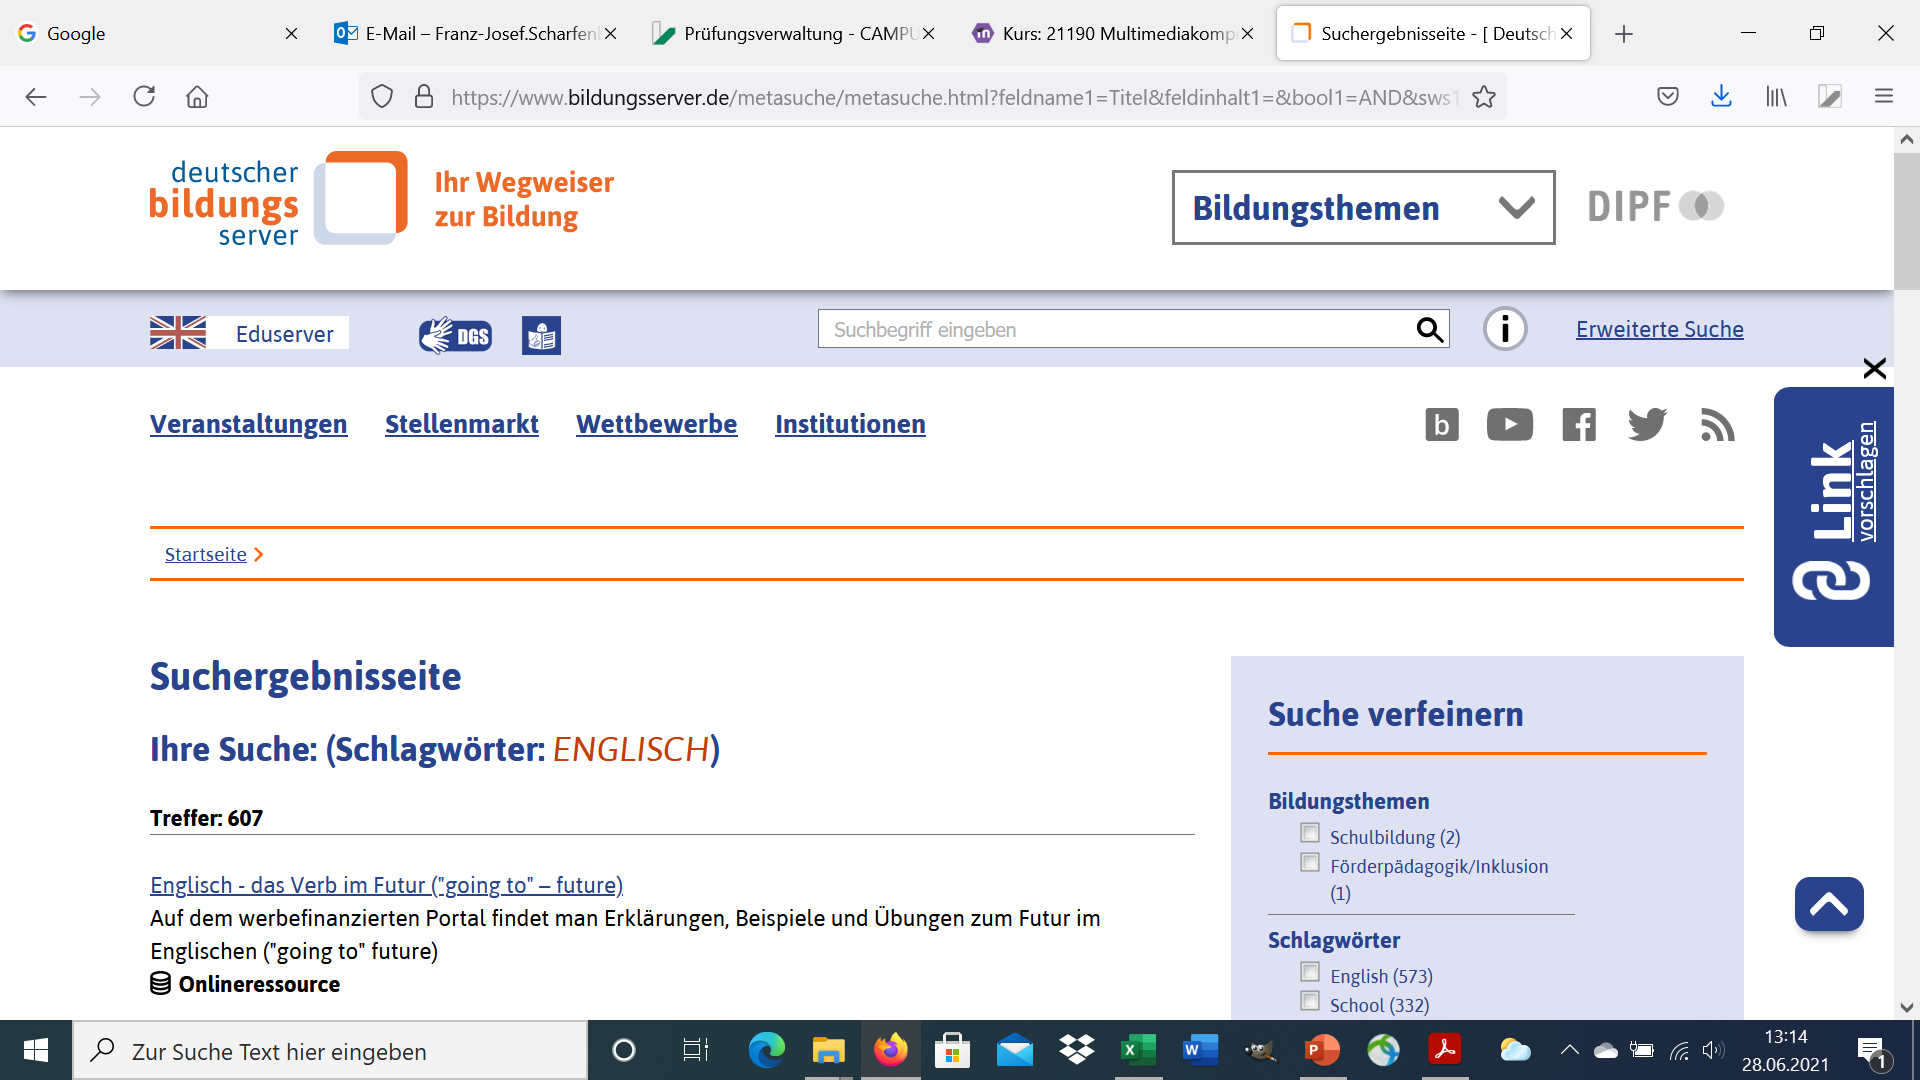 Google
E-Mail – Franz-Josef.Scharfen
Prüfungsverwaltung - CAMPU
Kurs: 21190 Multimediakomp
Suchergebnisseite - [ Deutsch
https://www.bildungsserver.de/metasuche/metasuche.html?feldname1=Titel&feldinhalt1=&bool1=AND&sws1
deutscher
bildungs
server
Ihr Wegweiser
zur Bildung
Bildungsthemen
DIPF
Eduserver
DGS
Suchbegriff eingeben
i
Erweiterte Suche
Veranstaltungen
Stellenmarkt
Wettbewerbe
Institutionen
b
Link
vorschlagen
Startseite
Suchergebnisseite
Ihre Suche: (Schlagwörter: ENGLISCH)
Treffer: 607
Englisch - das Verb im Futur ("going to" – future)
Auf dem werbefinanzierten Portal findet man Erklärungen, Beispiele und Übungen zum Futur im
Englischen ("going to" future)
Onlineressource
Suche verfeinern
Bildungsthemen
Schulbildung (2)
Förderpädagogik/Inklusion
(1)
Schlagwörter
English (573)
School (332)
Zur Suche Text hier eingeben
13:14
28.06.2021
1